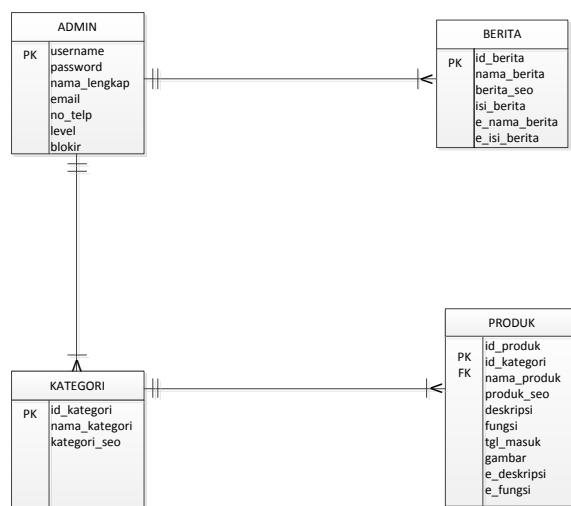 ADMIN
PK
username
password
nama_lengkap
email
no_telp
level
blokir
BERITA
PK
id_berita
nama_berita
berita_seo
isi_berita
e_nama_berita
e_isi_berita
KATEGORI
PK
id_kategori
nama_kategori
kategori_seo
PRODUK
PK
FK
id_produk
id_kategori
nama_produk
produk_seo
deskripsi
fungsi
tgl_masuk
gambar
e_deskripsi
e_fungsi